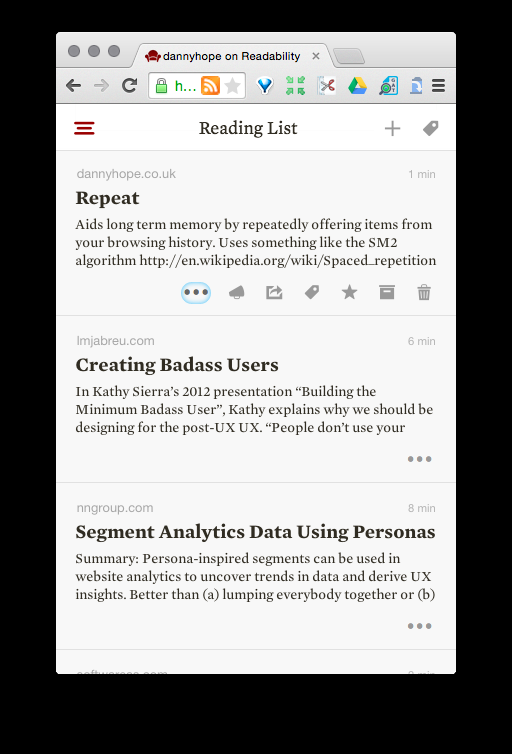 dannyhope on Readability
h...
Reading List
dannyhope.co.uk
1 min
Repeat
Aids long term memory by repeatedly offering items from
your browsing history. Uses something like the SM2
algorithm http://en.wikipedia.org/wiki/Spaced_repetition
lmjabreu.com
6 min
Creating Badass Users
In Kathy Sierra’s 2012 presentation “Building the
Minimum Badass User”, Kathy explains why we should be
designing for the post-UX UX. “People don’t use your
nngroup.com
8 min
Segment Analytics Data Using Personas
Summary: Persona-inspired segments can be used in
website analytics to uncover trends in data and derive UX
insights. Better than (a) lumping everybody together or (b)